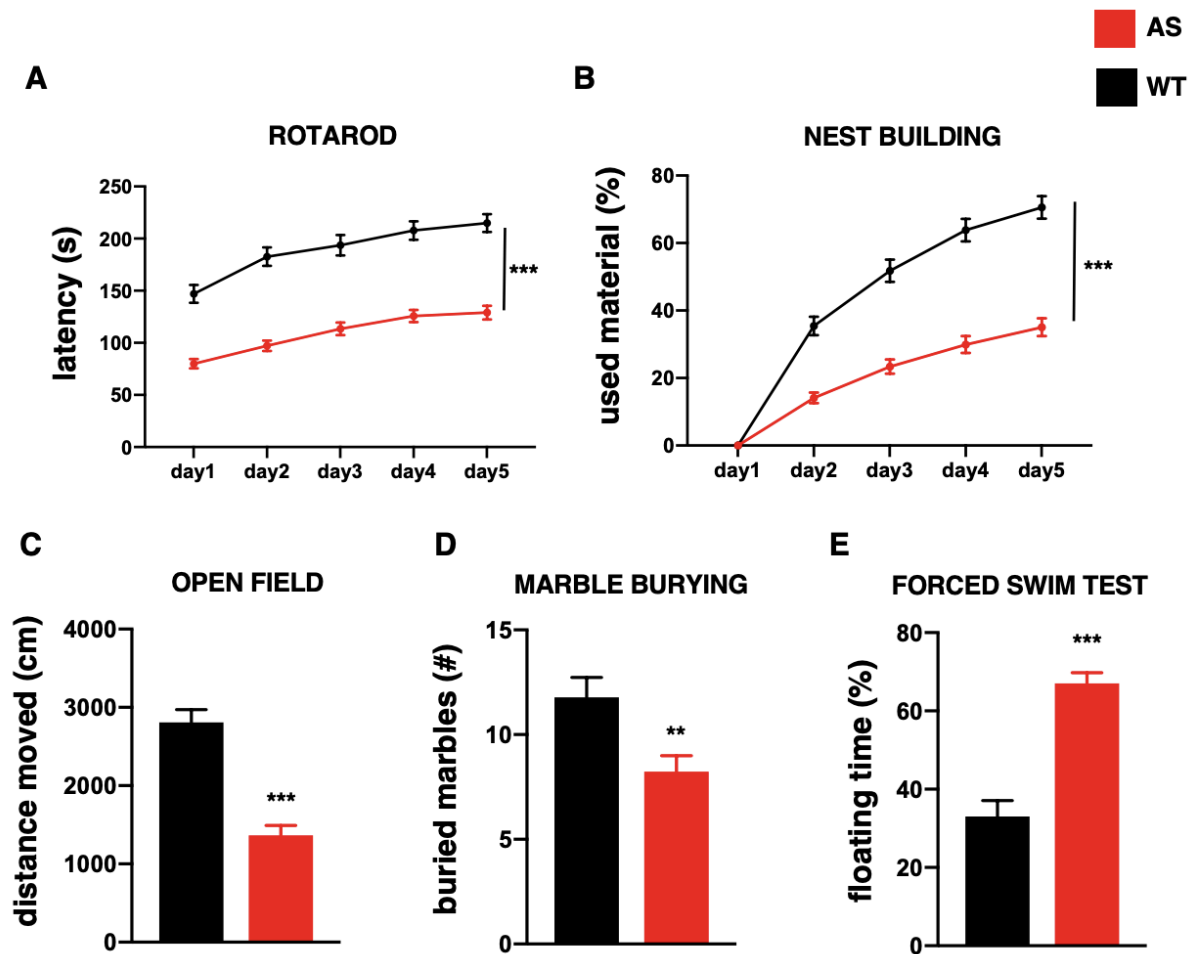 AS
WT
A
ROTAROD
latency (s)
250
200
150
100
50
0
day1 day2 day3 day4 day5
***
B
NEST BUILDING
used material (%)
80
60
40
20
0
day1 day2 day3 day4 day5
***
C
OPEN FIELD
distance moved (cm)
4000
3000
2000
1000
0
***
D
MARBLE BURYING
buried marbles (#)
15
10
5
0
**
E
FORCED SWIM TEST
floating time (%)
80
60
40
20
0
***